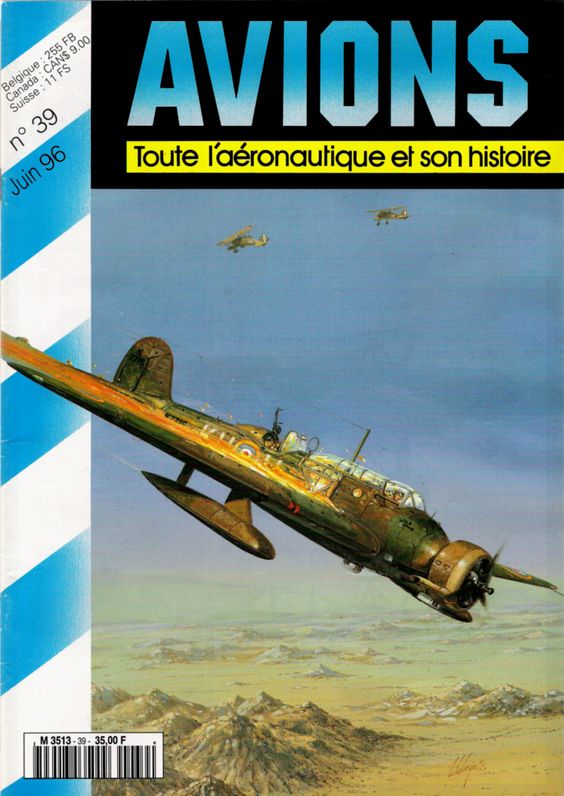 Belgique : 255 FB
Canada : CAN$ 9.00
Suisse : 11 FS
n° 39
Juin 96
AVIONS
Toute l'aéronautique et son histoire
M 3513 - 39 - 35,00 F